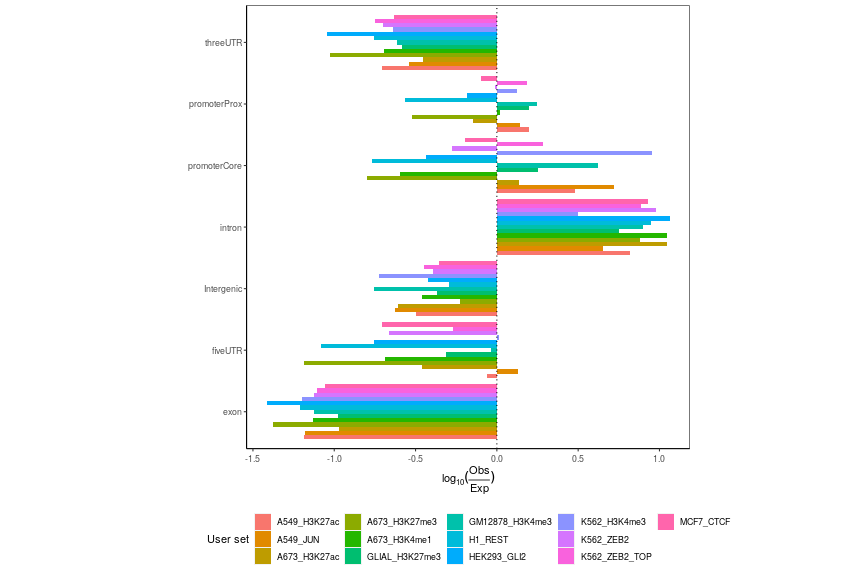 threeUTR
promoterProx
promoterCore
intron
Intergenic
fiveUTR
exon
-1.5 -1.0 -0.5 0.0 0.5 1.0
log10(Obs/Exp)
User set
A549_H3K27ac A673_H3K27me3 GM12878_H3K4me3 K562_H3K4me3 MCF7_CTCF
A549_JUN A673_H3K4me1 H1_REST K562_ZEB2
A673_H3K27ac GLIAL_H3K27me3 HEK293_GLI2 K562_ZEB2_TOP